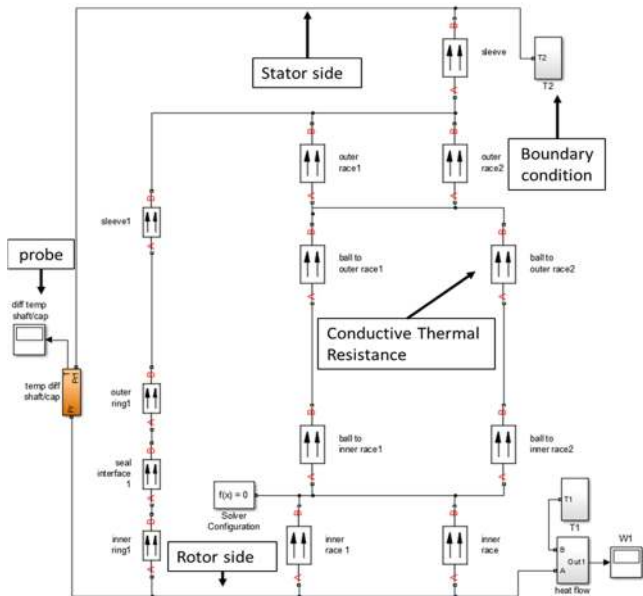 Stator side
B
sleeve
A
T2
T2
Boundary
condition
B
outer
race1
A
B
outer
race2
A
B
sleeve1
A
B
ball to
outer race1
A
B
ball to
outer race2
A
probe
diff temp
shaft/cap
Conductive Thermal
Resistance
T
Pr1
temp diff
shaft/cap
Pr
B
outer
ring1
A
B
seal
interface
1
A
B
ball to
inner race1
A
B
ball to
inner race2
A
f(x) = 0
Solver
Configuration
B
inner
ring1
A
Rotor side
B
inner
race 1
A
B
inner
race
A
T1
T1
B
A
Out1
heat flow
W1